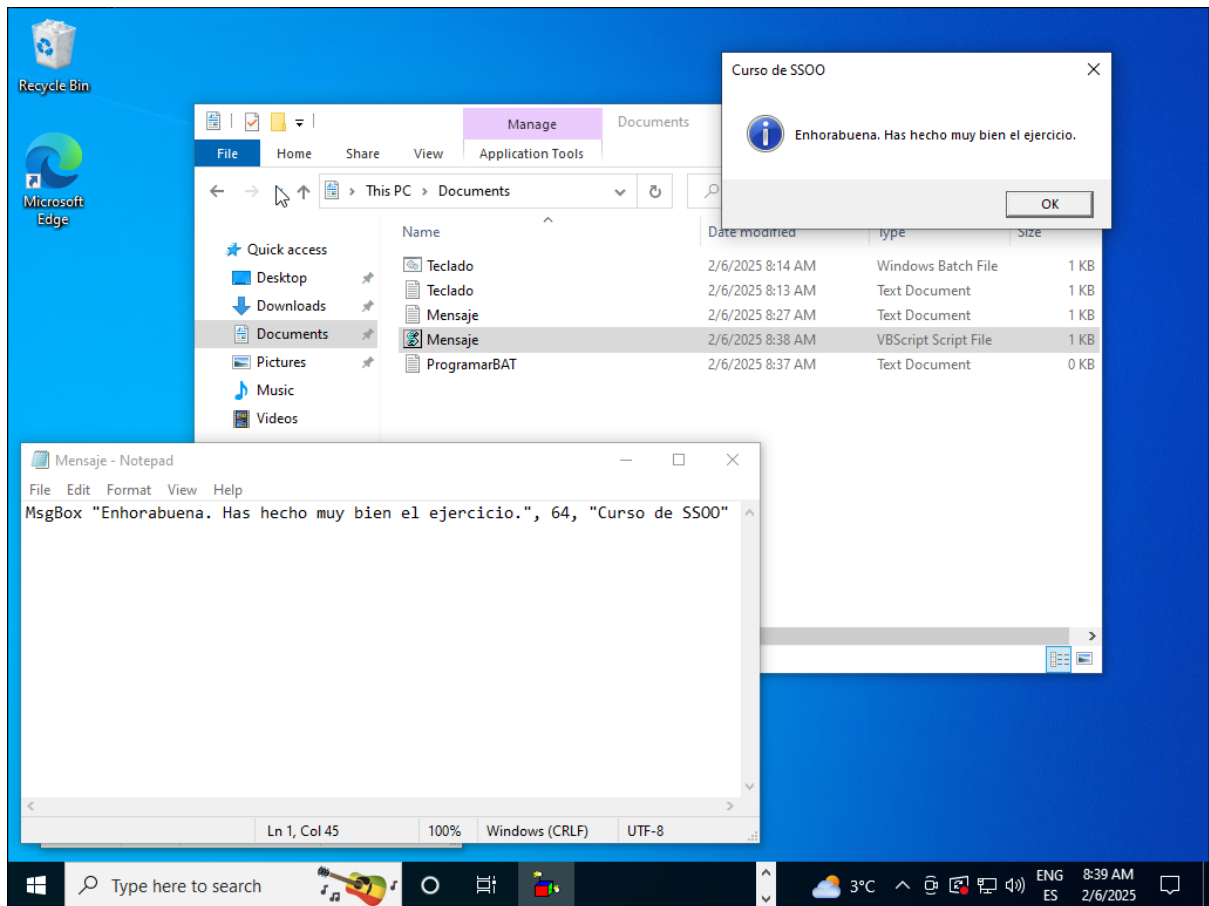 Recycle Bin
Microsoft
Edge
Curso de SSOO
Enhorabuena. Has hecho muy bien el ejercicio.
OK
Manage
Documents
File Home Share View Application Tools
This PC > Documents
Name Date modified Type Size
Quick access
Desktop
Downloads
Documents
Pictures
Music
Videos
Teclado 2/6/2025 8:14 AM Windows Batch File 1 KB
Teclado 2/6/2025 8:13 AM Text Document 1 KB
Mensaje 2/6/2025 8:27 AM Text Document 1 KB
Mensaje 2/6/2025 8:38 AM VBScript Script File 1 KB
ProgramarBAT 2/6/2025 8:37 AM Text Document 0 KB
Mensaje - Notepad
File Edit Format View Help
MsgBox "Enhorabuena. Has hecho muy bien el ejercicio.", 64, "Curso de SSOO"
Ln 1, Col 45 100% Windows (CRLF) UTF-8
Type here to search
3°C
ENG
ES
8:39 AM
2/6/2025